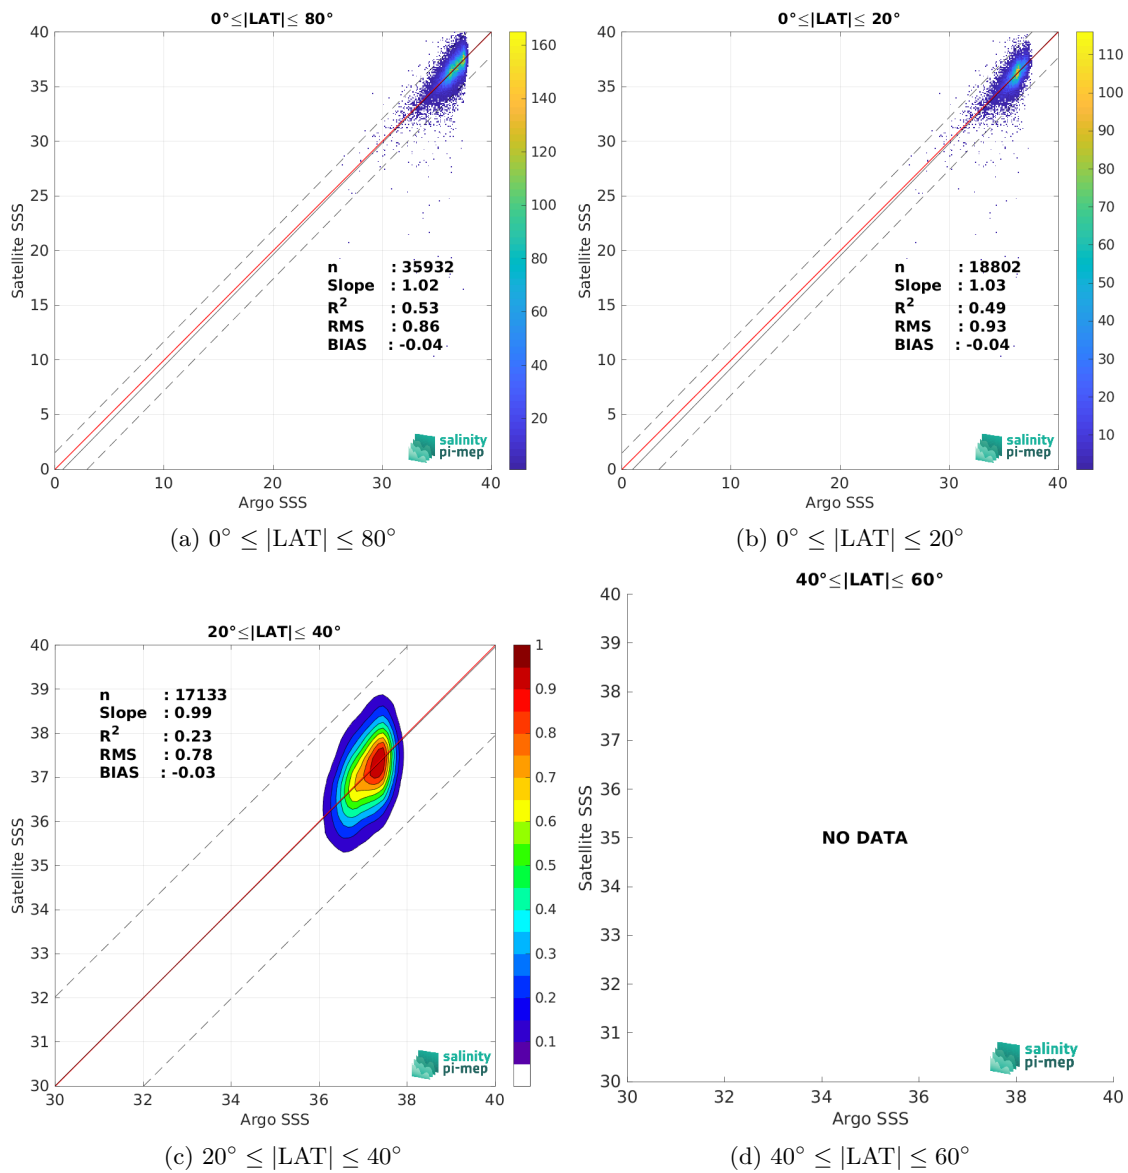 0°≤|LAT|≤ 80°
40
35
30
25
20
15
10
5
0
Satellite SSS
n : 35932
Slope : 1.02
R² : 0.53
RMS : 0.86
BIAS : -0.04
salinity
pi-mep
0 10 20 30 40
Argo SSS
160
140
120
100
80
60
40
20
(a) 0° ≤ |LAT| ≤ 80°
0°≤|LAT|≤ 20°
40
35
30
25
20
15
10
5
0
Satellite SSS
n : 18802
Slope : 1.03
R² : 0.49
RMS : 0.93
BIAS : -0.04
salinity
pi-mep
0 10 20 30 40
Argo SSS
110
100
90
80
70
60
50
40
30
20
10
(b) 0° ≤ |LAT| ≤ 20°
20°≤|LAT|≤ 40°
40
39
38
37
36
35
34
33
32
31
30
Satellite SSS
n : 17133
Slope : 0.99
R² : 0.23
RMS : 0.78
BIAS : -0.03
salinity
pi-mep
30 32 34 36 38 40
Argo SSS
1
0.9
0.8
0.7
0.6
0.5
0.4
0.3
0.2
0.1
(c) 20° ≤ |LAT| ≤ 40°
40°≤|LAT|≤ 60°
40
39
38
37
36
35
34
33
32
31
30
Satellite SSS
NO DATA
salinity
pi-mep
30 32 34 36 38 40
Argo SSS
(d) 40° ≤ |LAT| ≤ 60°